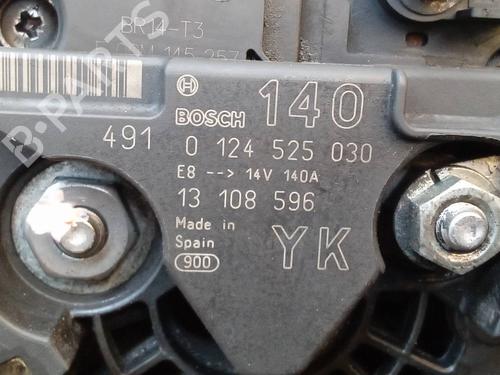 BR14-T3
BOSCH 140
491 0 124 525 030
E8 --> 14V 140A
13 108 596
Made in
Spain
900
YK
B-PARTS